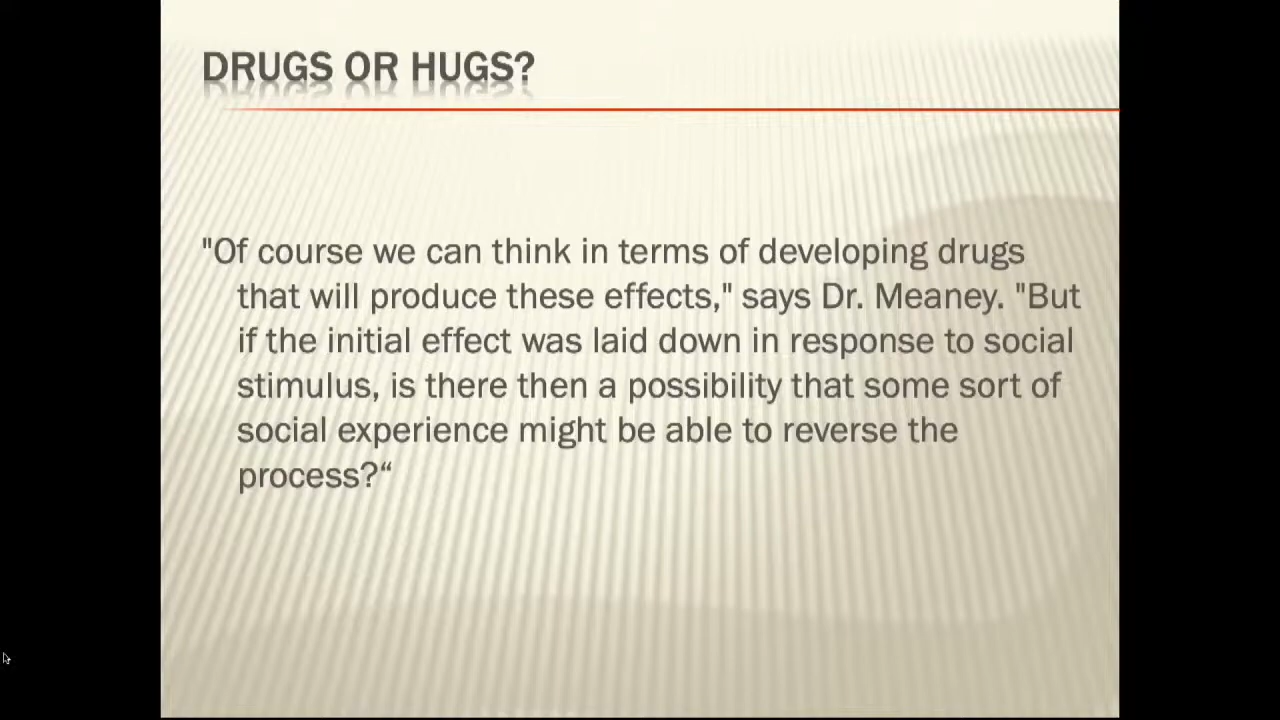 DRUGS OR HUGS?
"Of course we can think in terms of developing drugs
that will produce these effects," says Dr. Meaney. "But
if the initial effect was laid down in response to social
stimulus, is there then a possibility that some sort of
social experience might be able to reverse the
process?“